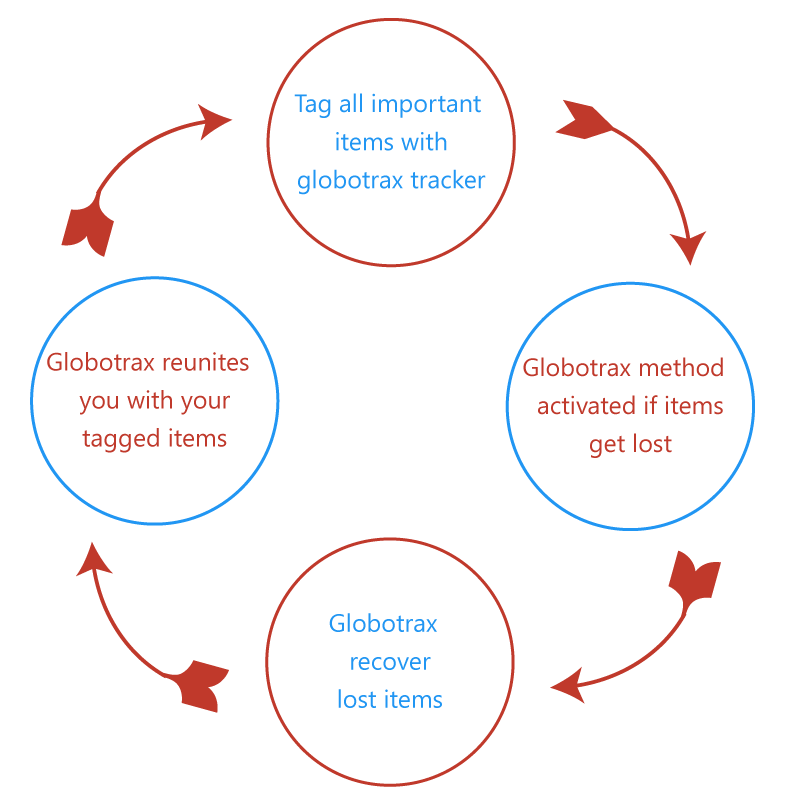 Tag all important
items with
globotrax tracker
Globotrax method
activated if items
get lost
Globotrax
recover
lost items
Globotrax reunites
you with your
tagged items